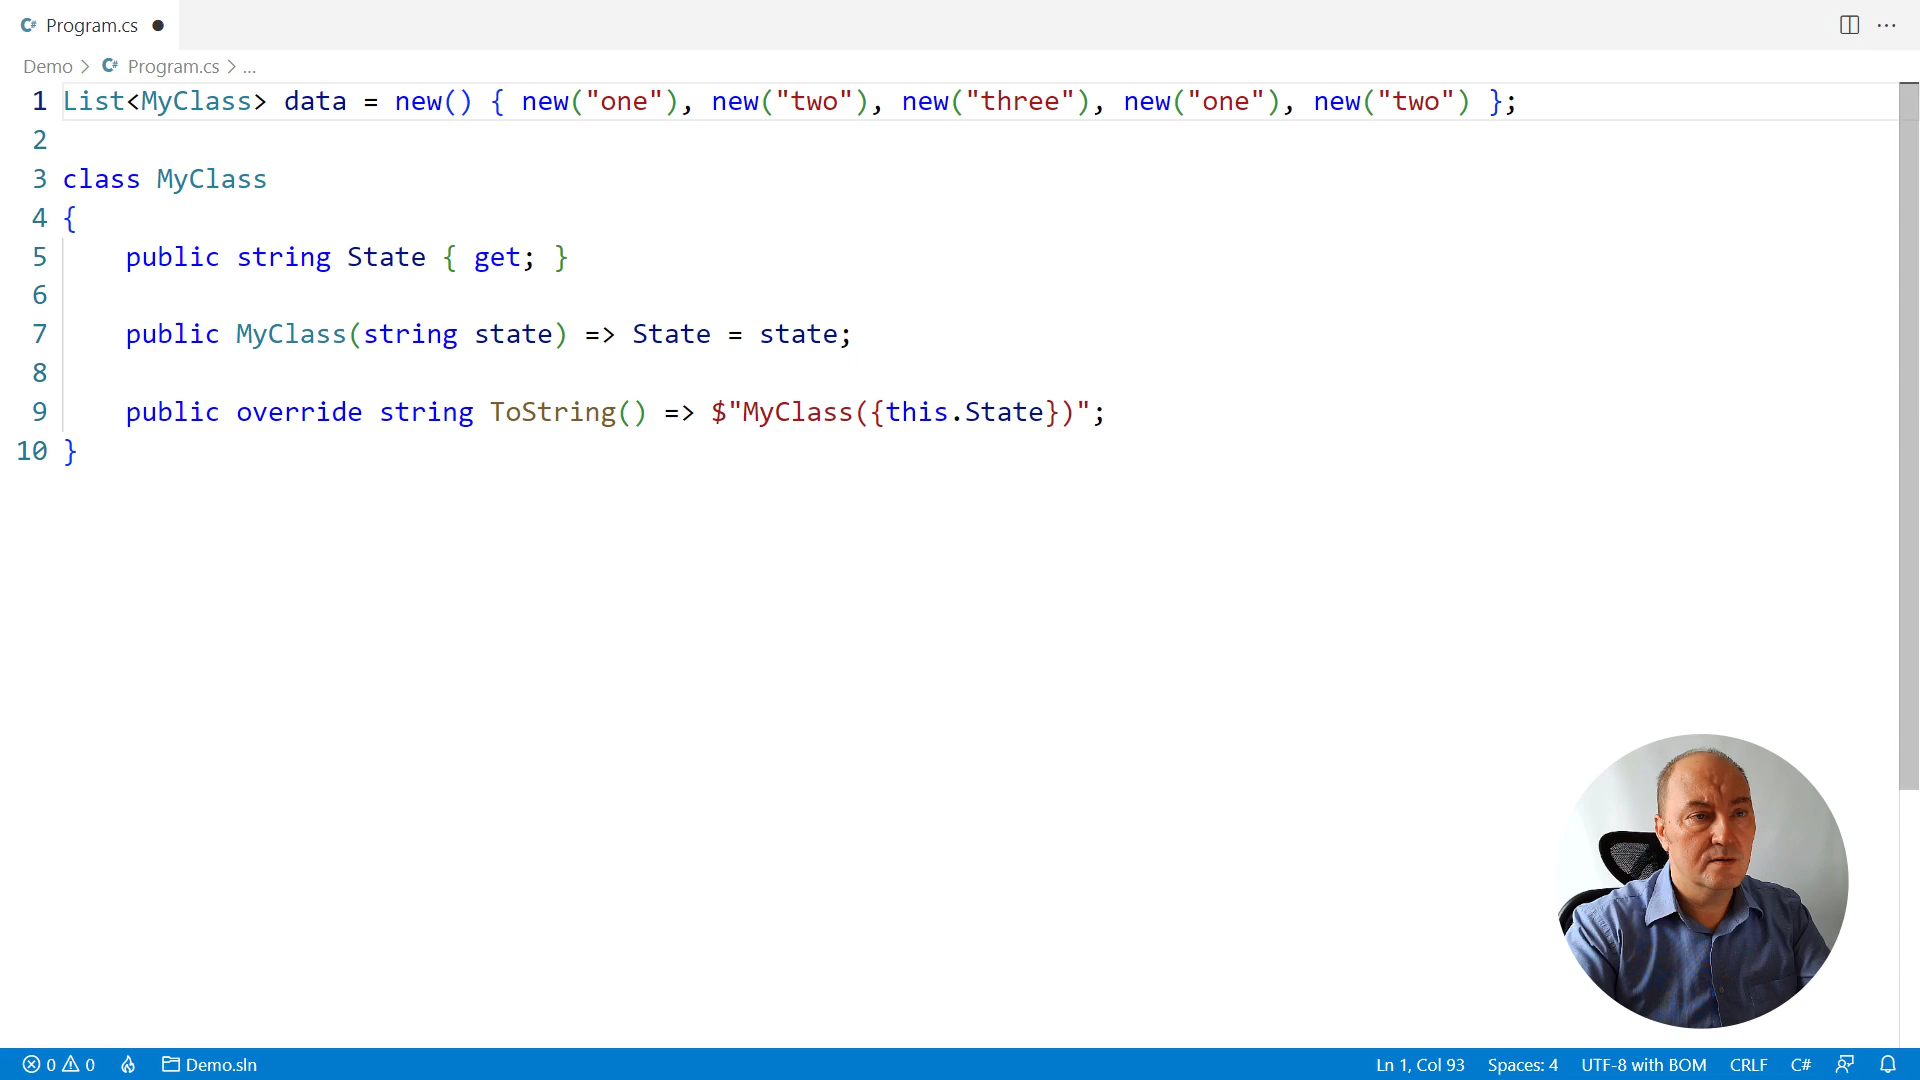 C# Program.cs ●
Demo > C# Program.cs > ...
1 List<MyClass> data = new() { new("one"), new("two"), new("three"), new("one"), new("two") };
2
3 class MyClass
4 {
5     public string State { get; }
6
7     public MyClass(string state) => State = state;
8
9     public override string ToString() => $"MyClass({this.State})";
10 }
0 0 Demo.sln Ln 1, Col 93 Spaces: 4 UTF-8 with BOM CRLF C#